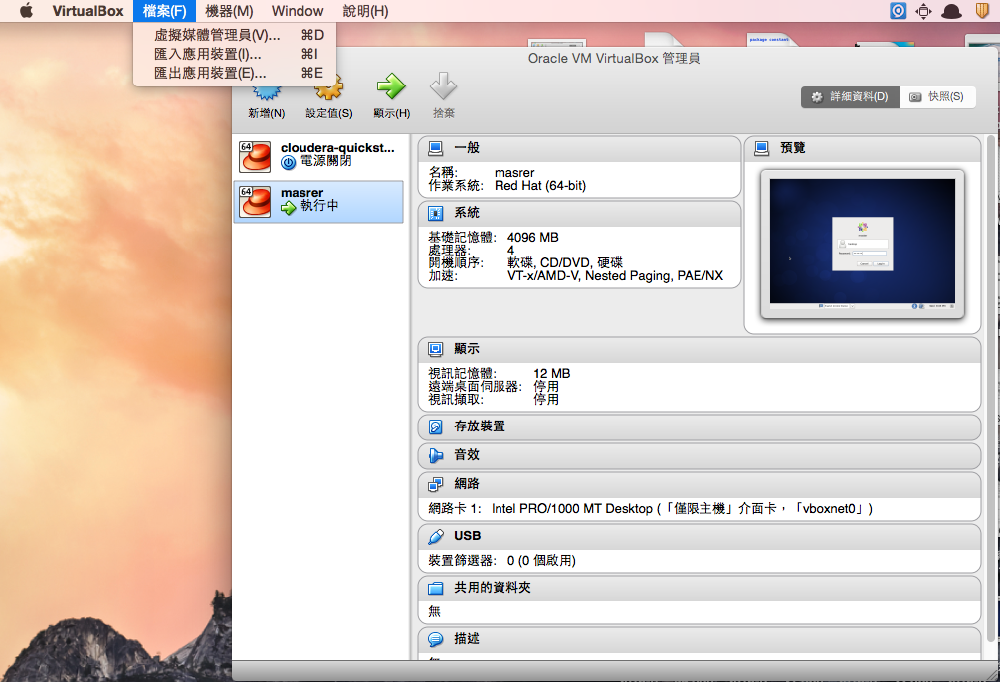 VirtualBox 檔案(F) 機器(M) Window 說明(H)
虛擬媒體管理員(V)... ⌘D
匯入應用裝置(I)... ⌘I
匯出應用裝置(E)... ⌘E
package constant
Oracle VM VirtualBox 管理員
新增(N) 設定值(S) 顯示(H) 捨棄
詳細資料(D) 快照(S)
64
cloudera-quickst...
電源關閉
64
masrer
執行中
一般
名稱: masrer
作業系統: Red Hat (64-bit)
系統
基礎記憶體: 4096 MB
處理器: 4
開機順序: 軟碟, CD/DVD, 硬碟
加速: VT-x/AMD-V, Nested Paging, PAE/NX
預覽
顯示
視訊記憶體: 12 MB
遠端桌面伺服器: 停用
視訊擷取: 停用
存放裝置
音效
網路
網路卡 1: Intel PRO/1000 MT Desktop (「僅限主機」介面卡，「vboxnet0」)
USB
裝置篩選器: 0 (0 個啟用)
共用的資料夾
無
描述